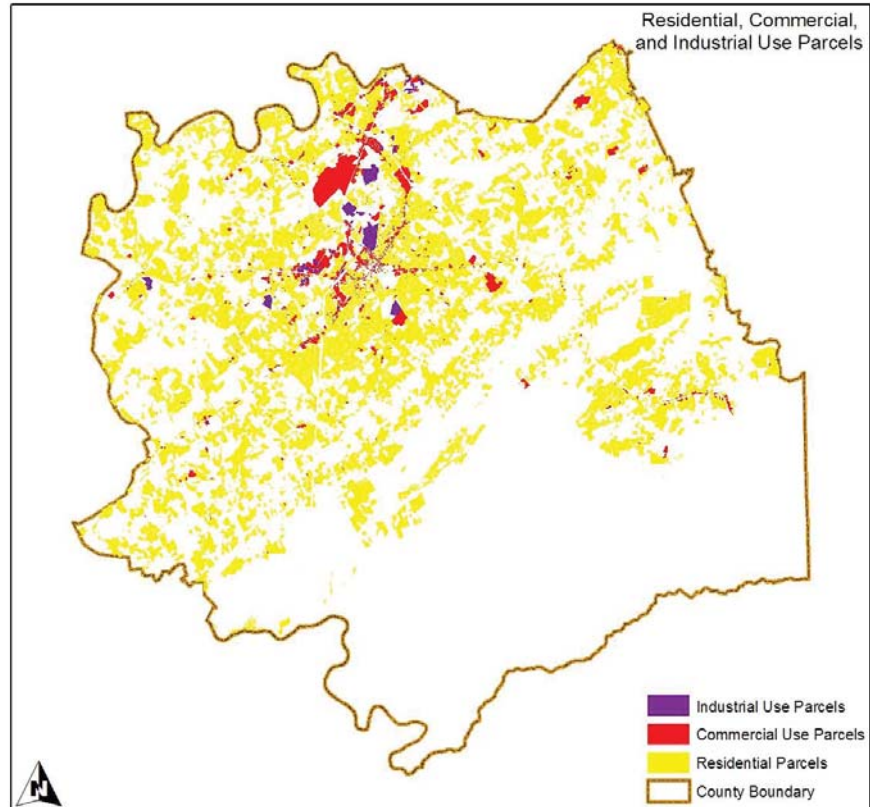 Residential, Commercial,
and Industrial Use Parcels
Industrial Use Parcels
Commercial Use Parcels
Residential Parcels
County Boundary
N